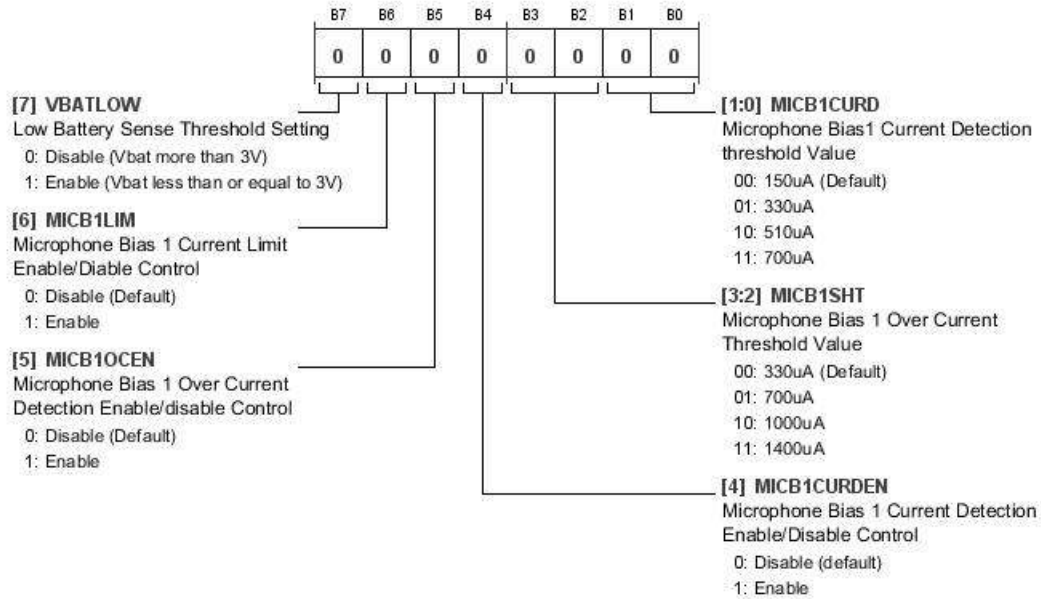 B7 B6 B5 B4 B3 B2 B1 B0
0 0 0 0 0 0 0 0
[7] VBATLOW
Low Battery Sense Threshold Setting
0: Disable (Vbat more than 3V)
1: Enable (Vbat less than or equal to 3V)
[6] MICB1LIM
Microphone Bias 1 Current Limit
Enable/Diable Control
0: Disable (Default)
1: Enable
[5] MICB1OCEN
Microphone Bias 1 Over Current
Detection Enable/disable Control
0: Disable (Default)
1: Enable
[1:0] MICB1CURD
Microphone Bias1 Current Detection
threshold Value
00: 150uA (Default)
01: 330uA
10: 510uA
11: 700uA
[3:2] MICB1SHT
Microphone Bias 1 Over Current
Threshold Value
00: 330uA (Default)
01: 700uA
10: 1000uA
11: 1400uA
[4] MICB1CURDEN
Microphone Bias 1 Current Detection
Enable/Disable Control
0: Disable (default)
1: Enable